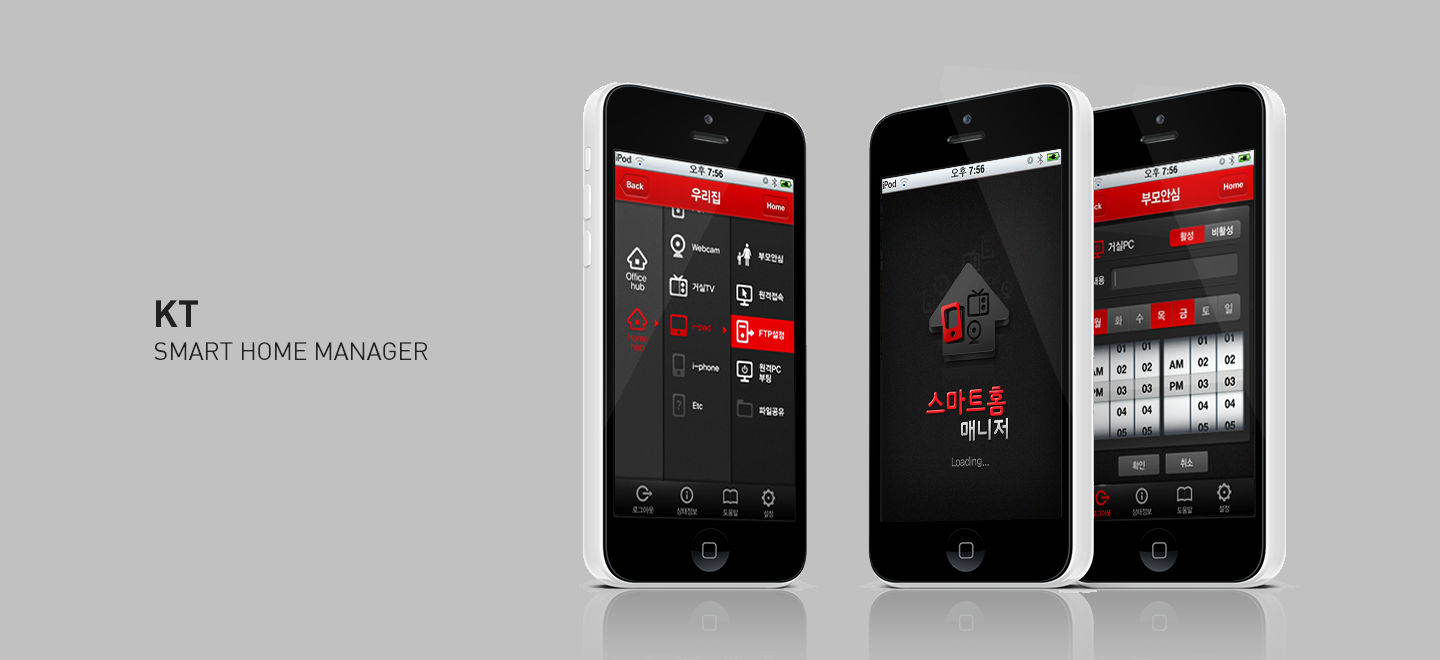 KT
SMART HOME MANAGER
iPod
오후 7:56
Back
우리집
Home
Office
hub
Home
hub
Webcam
거실TV
i-pad
i-phone
Etc
부모안심
원격접속
FTP설정
원격PC
부팅
파일공유
로그아웃
상태정보
도움말
설정
iPod
오후 7:56
스마트홈
매니저
Loading...
오후 7:56
부모안심
Home
거실PC
활성 비활성
월 화 수 목 금 토 일
01 01 01 01
AM 02 02 AM 02 02
PM 03 03 PM 03 03
04 04 04 04
05 05 05 05
확인 취소
로그아웃
상태정보
도움말
설정